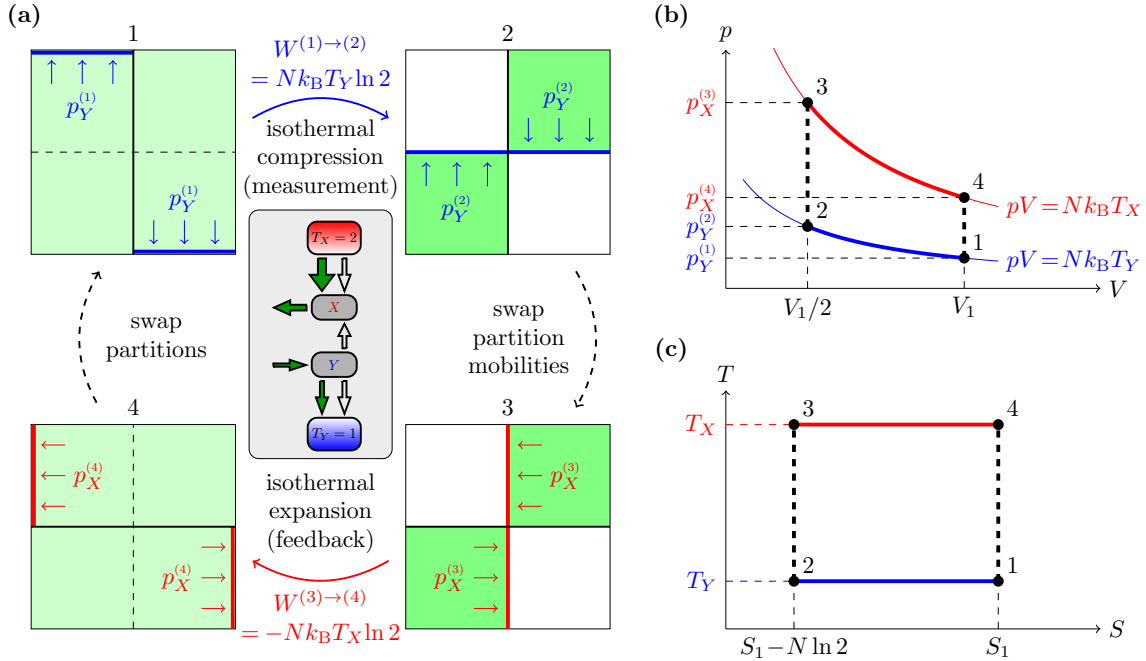 (a)
1
p_Y^{(1)}
p_Y^{(1)}
W^{(1)→(2)}
= Nk_B T_Y ln 2
isothermal
compression
(measurement)
2
p_Y^{(2)}
p_Y^{(2)}
swap
partitions
T_X = 2
X
Y
T_Y = 1
swap
partition
mobilities
4
p_X^{(4)}
p_X^{(4)}
isothermal
expansion
(feedback)
W^{(3)→(4)}
= −Nk_B T_X ln 2
3
p_X^{(3)}
p_X^{(3)}
(b)
p
p_X^{(3)}
p_X^{(4)}
p_Y^{(2)}
p_Y^{(1)}
3
4
2
1
pV = Nk_B T_X
pV = Nk_B T_Y
V_1/2
V_1
V
(c)
T
T_X
T_Y
3
4
2
1
S_1 − N ln 2
S_1
S